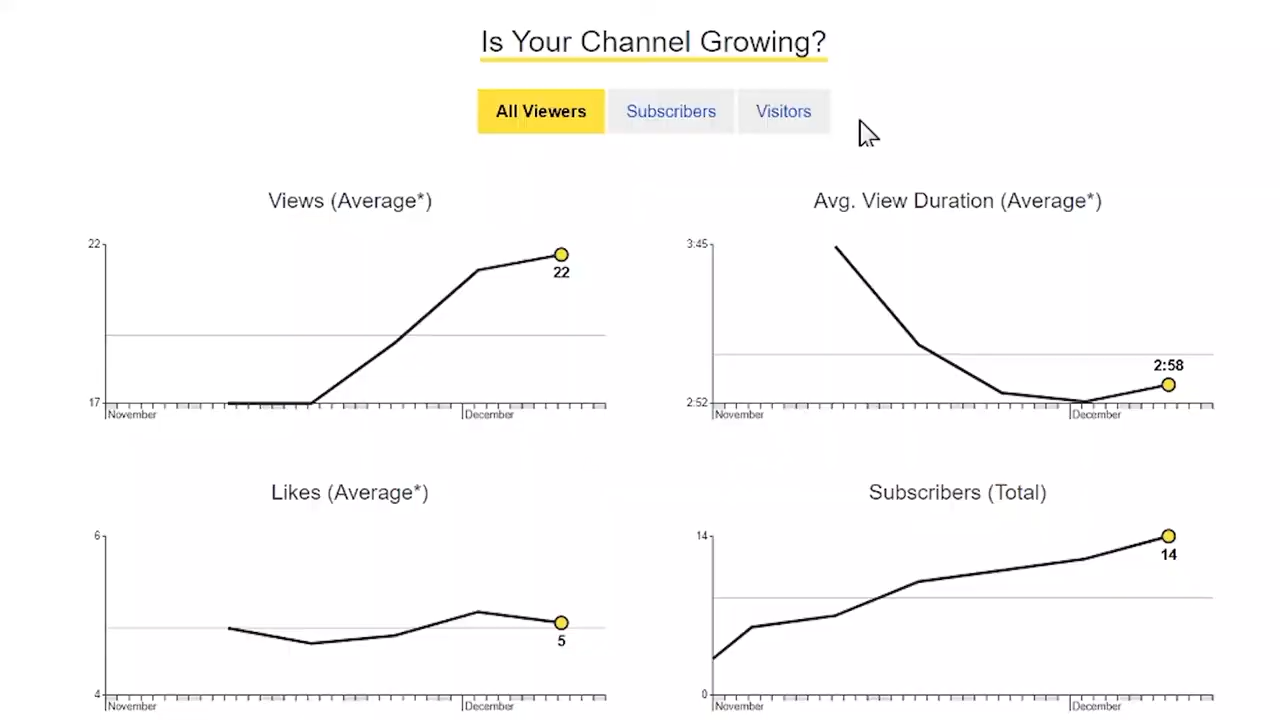 Is Your Channel Growing?
All Viewers Subscribers Visitors
Views (Average*)
22
22
17
November December
Avg. View Duration (Average*)
3:45
2:58
2:52
November December
Likes (Average*)
6
5
4
November December
Subscribers (Total)
14
14
0
November December